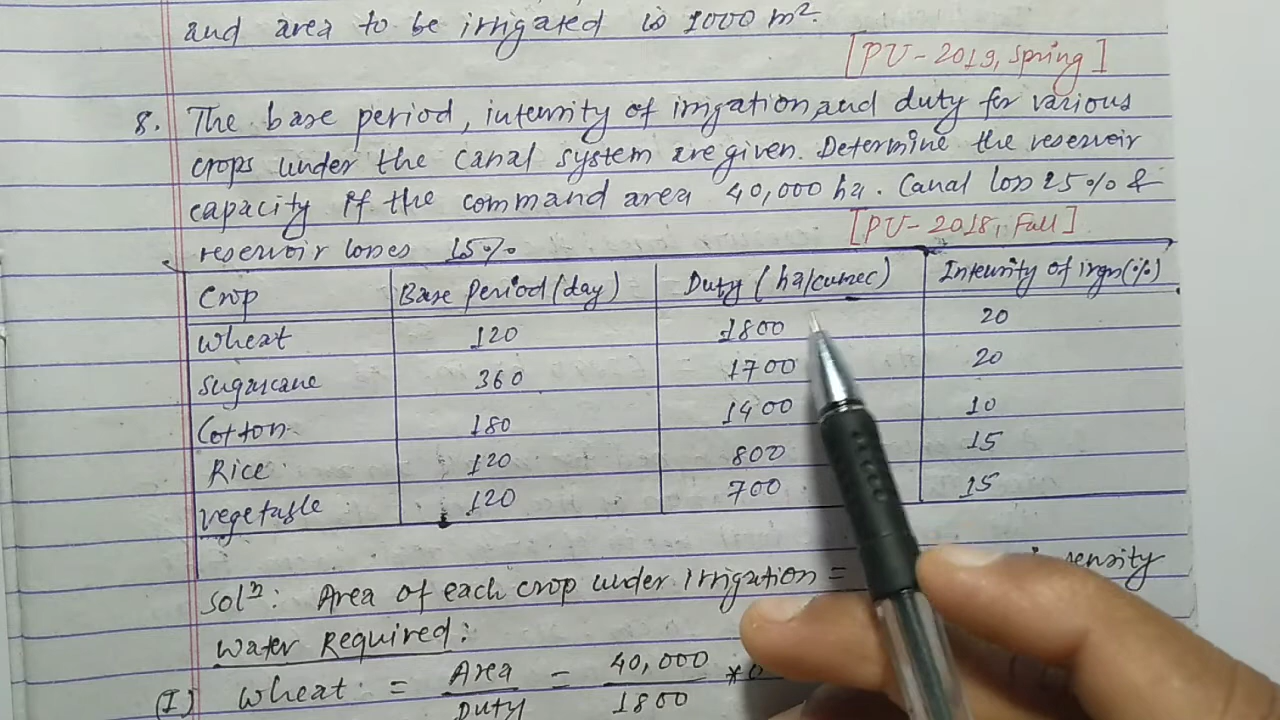 and area to be irrigated is 1000 m².
[PU-2019, Spring]
8. The base period, intensity of irrigation, and duty for various
crops under the canal system are given. Determine the reservoir
capacity if the command area 40,000 ha. Canal loss 25% &
[PU-2018, Fall]
reservoir losses 15%
Crop Base Period (day) Duty (ha/cumec) Intensity of irgn (%)
Wheat 120 1800 20
Sugarcane 360 1700 20
Cotton 180 1400 10
Rice 120 800 15
Vegetable 120 700 15
Solⁿ: Area of each crop under irrigation =
Water Required:
(I) Wheat = Area = 40,000 *
Duty 1800